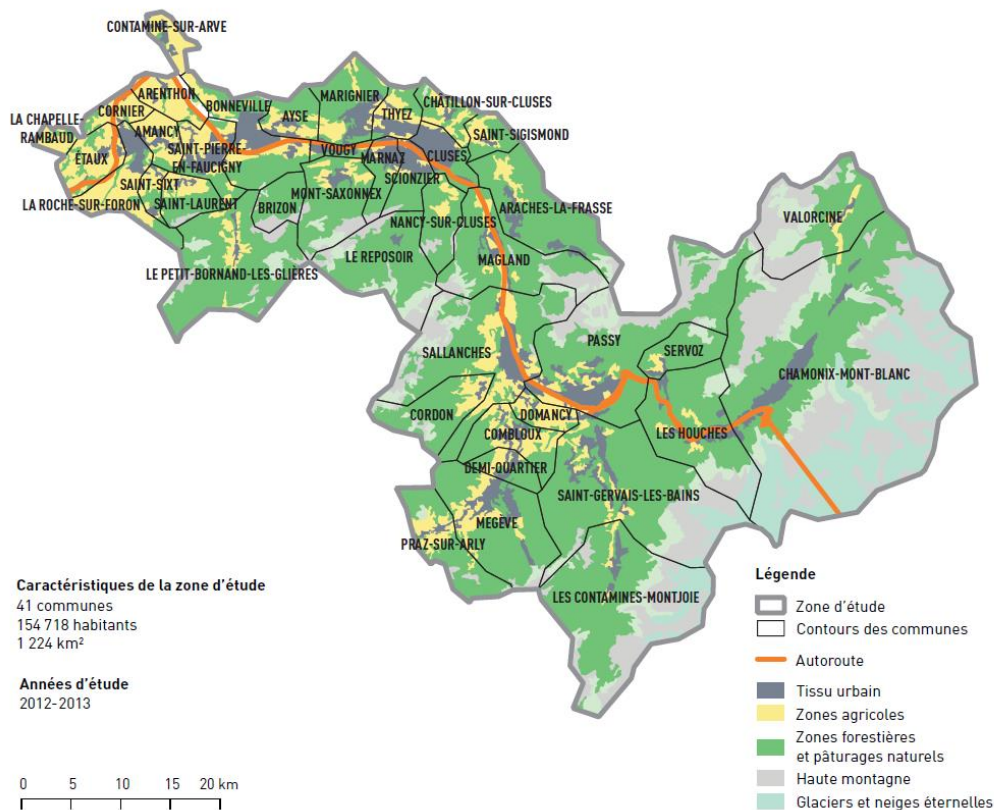 CONTAMINE-SUR-ARVE
ARENTHON
CORNIER
BONNEVILLE
AYSE
MARIGNIER
THYEZ
CHÂTILLON-SUR-CLUSES
LA CHAPELLE-
RAMBAUD
AMANCY
SAINT-SIGISMOND
ÉTAUX
SAINT-PIERRE-
EN-FAUCIGNY
VOUGY
MARNAZ
CLUSES
SCIONZIER
SAINT-SIXT
MONT-SAXONNEX
LA ROCHE-SUR-FORON
SAINT-LAURENT
BRIZON
NANCY-SUR-CLUSES
ARACHES-LA-FRASSE
VALORCINE
LE REPOSOIR
MAGLAND
LE PETIT-BORNAND-LES-GLIÈRES
PASSY
SERVOZ
SALLANCHES
CHAMONIX-MONT-BLANC
CORDON
DOMANCY
COMBLOUX
LES HOUCHES
DEMI-QUARTIER
SAINT-GERVAIS-LES-BAINS
MEGÈVE
PRAZ-SUR-ARLY
LES CONTAMINES-MONTJOIE
Caractéristiques de la zone d'étude
41 communes
154 718 habitants
1 224 km²
Années d'étude
2012-2013
0 5 10 15 20 km
Légende
Zone d'étude
Contours des communes
Autoroute
Tissu urbain
Zones agricoles
Zones forestières
et pâturages naturels
Haute montagne
Glaciers et neiges éternelles